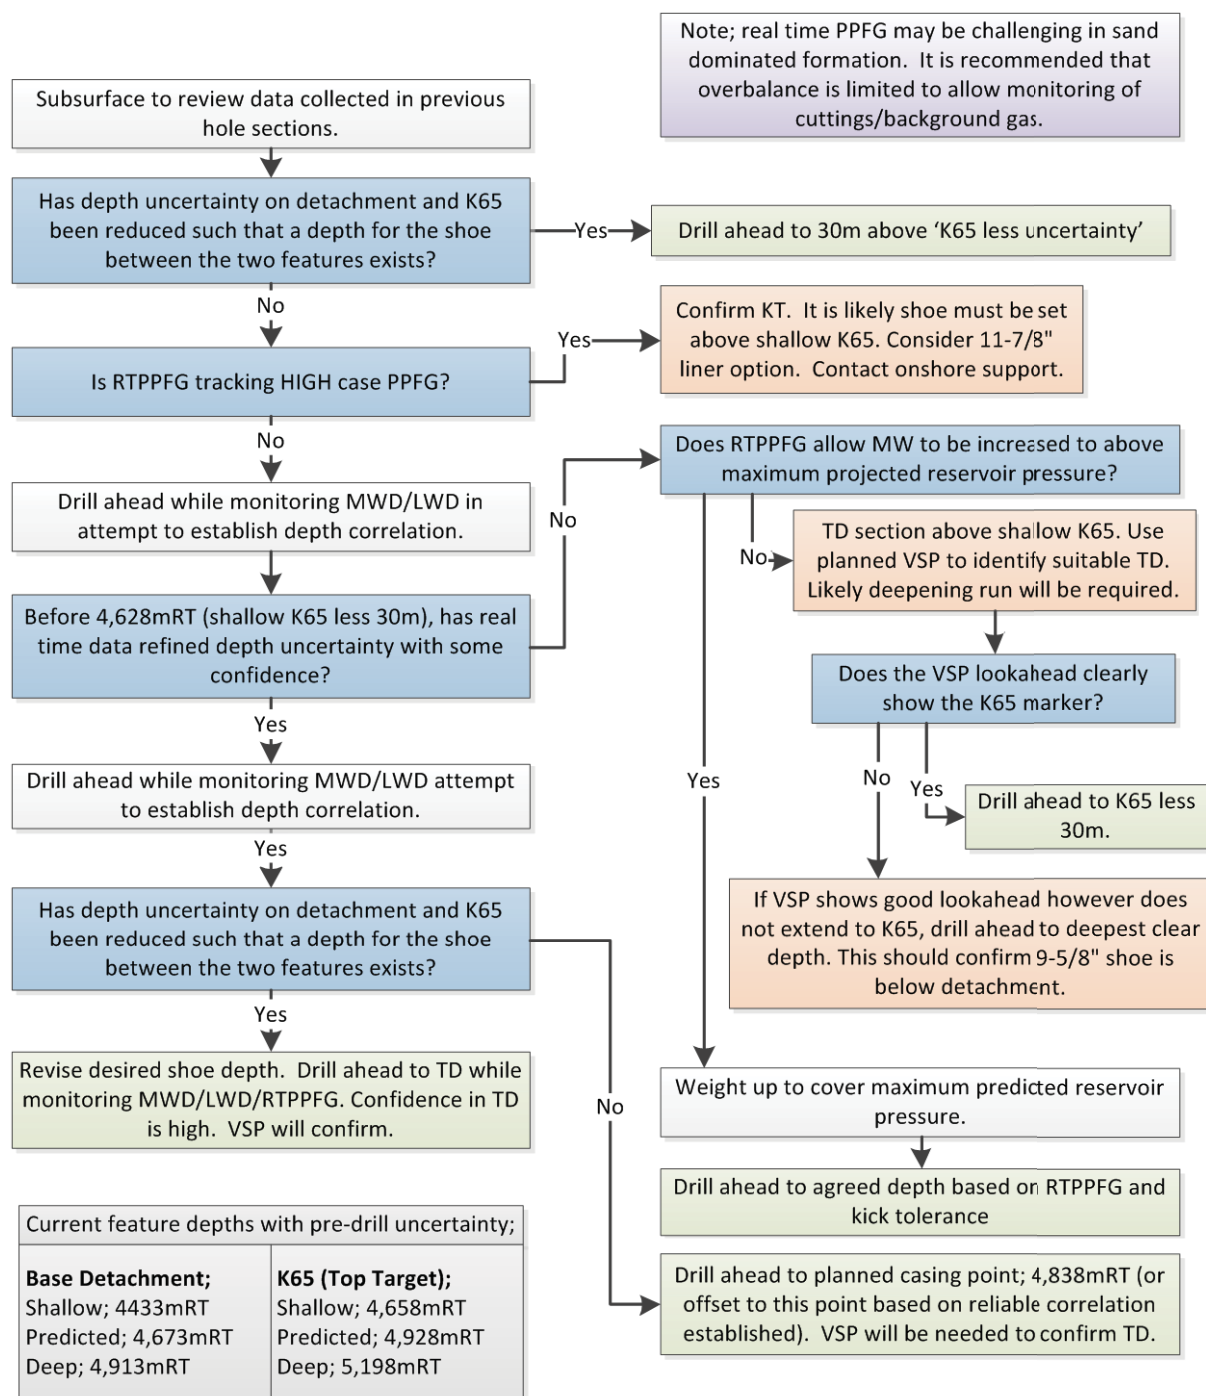 Note; real time PPFG may be challenging in sand
dominated formation.  It is recommended that
overbalance is limited to allow monitoring of
cuttings/background gas.
Subsurface to review data collected in previous
hole sections.
Has depth uncertainty on detachment and K65
been reduced such that a depth for the shoe
between the two features exists?
Yes
Drill ahead to 30m above ‘K65 less uncertainty’
No
Is RTPPFG tracking HIGH case PPFG?
Yes
Confirm KT.  It is likely shoe must be set
above shallow K65. Consider 11-7/8"
liner option.  Contact onshore support.
No
Drill ahead while monitoring MWD/LWD in
attempt to establish depth correlation.
Before 4,628mRT (shallow K65 less 30m), has real
time data refined depth uncertainty with some
confidence?
No
Does RTPPFG allow MW to be increased to above
maximum projected reservoir pressure?
No
TD section above shallow K65. Use
planned VSP to identify suitable TD.
Likely deepening run will be required.
Does the VSP lookahead clearly
show the K65 marker?
Yes
Drill ahead while monitoring MWD/LWD attempt
to establish depth correlation.
Yes
No
Yes
Drill ahead to K65 less
30m.
Yes
If VSP shows good lookahead however does
not extend to K65, drill ahead to deepest clear
depth. This should confirm 9-5/8" shoe is
below detachment.
Has depth uncertainty on detachment and K65
been reduced such that a depth for the shoe
between the two features exists?
Yes
No
Revise desired shoe depth.  Drill ahead to TD while
monitoring MWD/LWD/RTPPFG. Confidence in TD
is high.  VSP will confirm.
Weight up to cover maximum predicted reservoir
pressure.
Drill ahead to agreed depth based on RTPPFG and
kick tolerance
Drill ahead to planned casing point; 4,838mRT (or
offset to this point based on reliable correlation
established).  VSP will be needed to confirm TD.
Current feature depths with pre-drill uncertainty;
Base Detachment;
Shallow; 4433mRT
Predicted; 4,673mRT
Deep; 4,913mRT
K65 (Top Target);
Shallow; 4,658mRT
Predicted; 4,928mRT
Deep; 5,198mRT